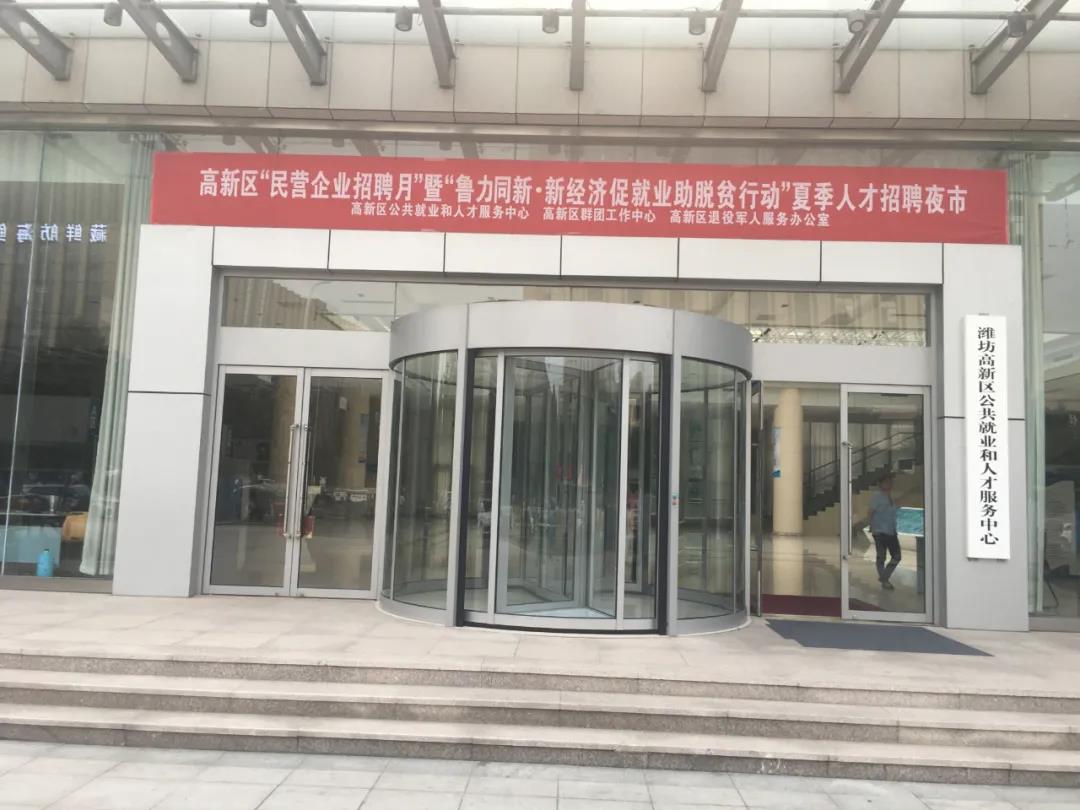 高新区“民营企业招聘月”暨“鲁力同新·新经济促就业助脱贫行动”夏季人才招聘夜市
高新区公共就业和人才服务中心 高新区群团工作中心 高新区退役军人服务办公室
潍坊高新区公共就业和人才服务中心
藏鲜舫海